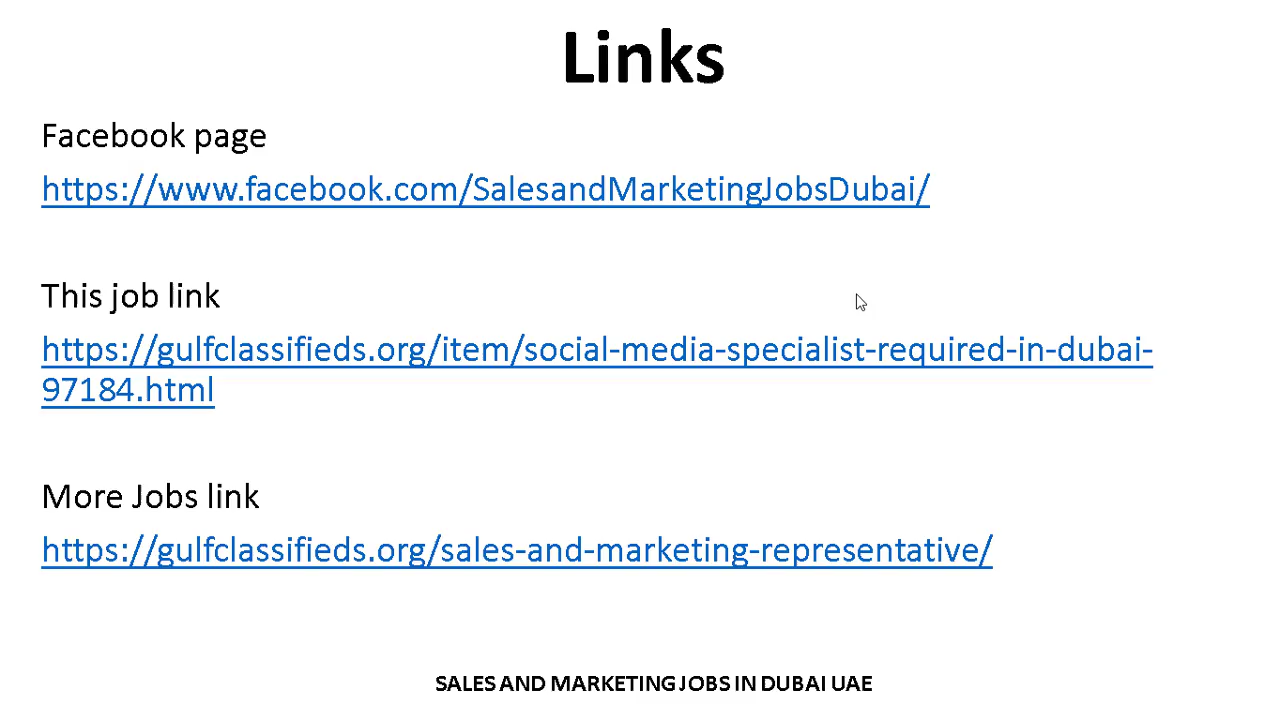 Links
Facebook page
https://www.facebook.com/SalesandMarketingJobsDubai/
This job link
https://gulfclassifieds.org/item/social-media-specialist-required-in-dubai-
97184.html
More Jobs link
https://gulfclassifieds.org/sales-and-marketing-representative/
SALES AND MARKETING JOBS IN DUBAI UAE